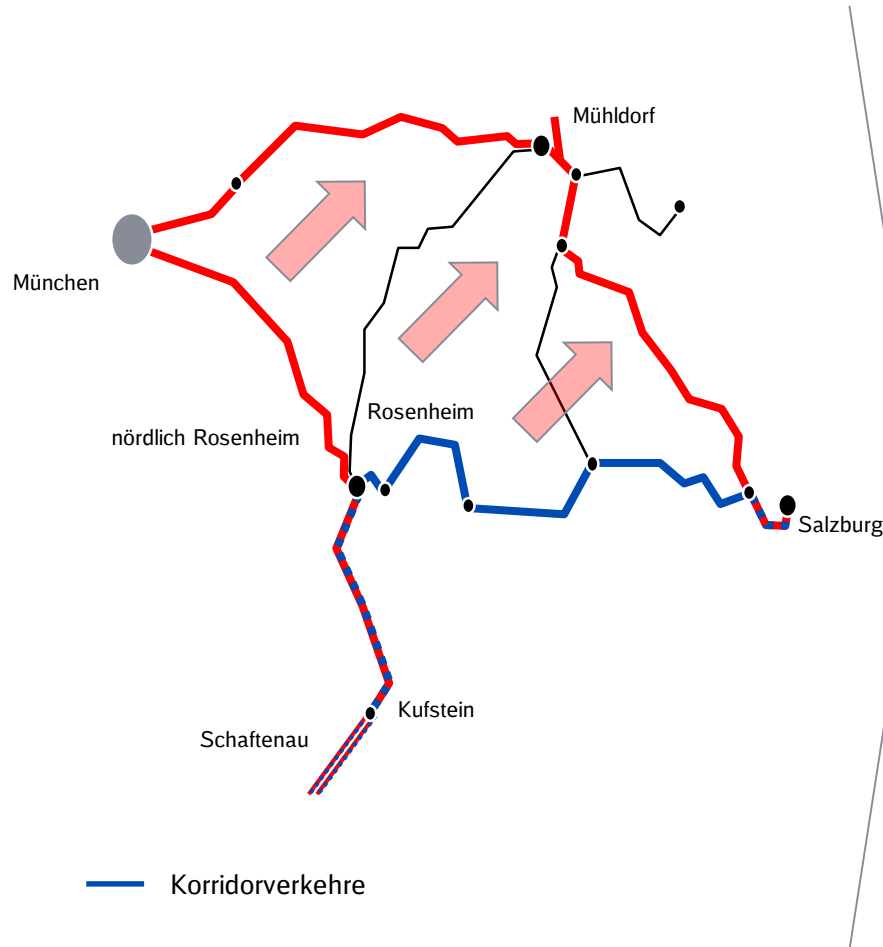 Mühldorf
München
Rosenheim
nördlich Rosenheim
Salzburg
Kufstein
Schaftenau
Korridorverkehre